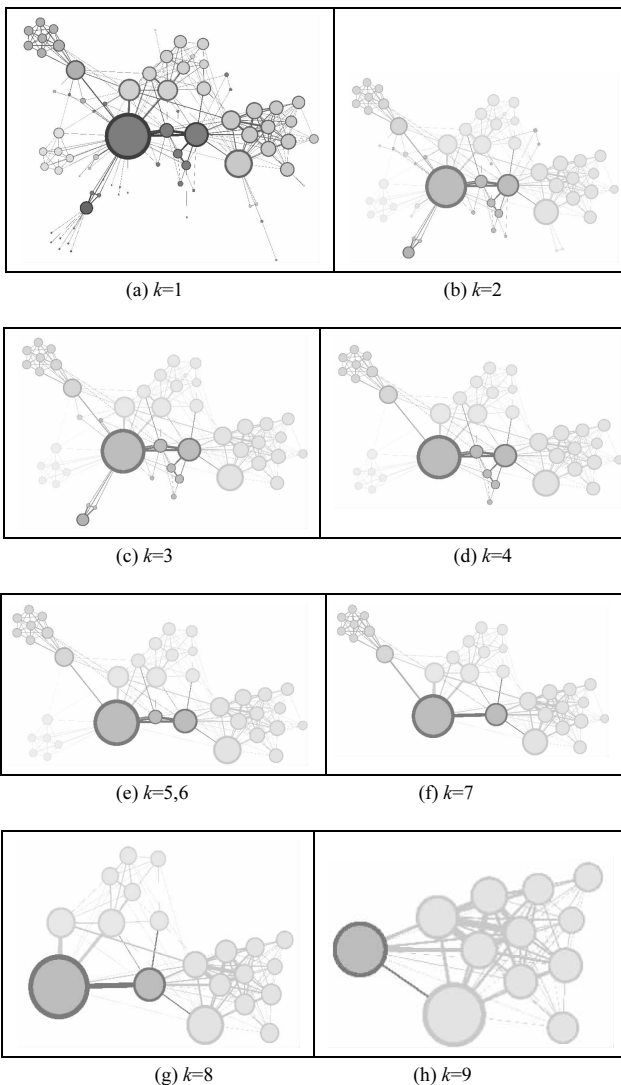 (a) k=1
(b) k=2
(c) k=3
(d) k=4
(e) k=5,6
(f) k=7
(g) k=8
(h) k=9